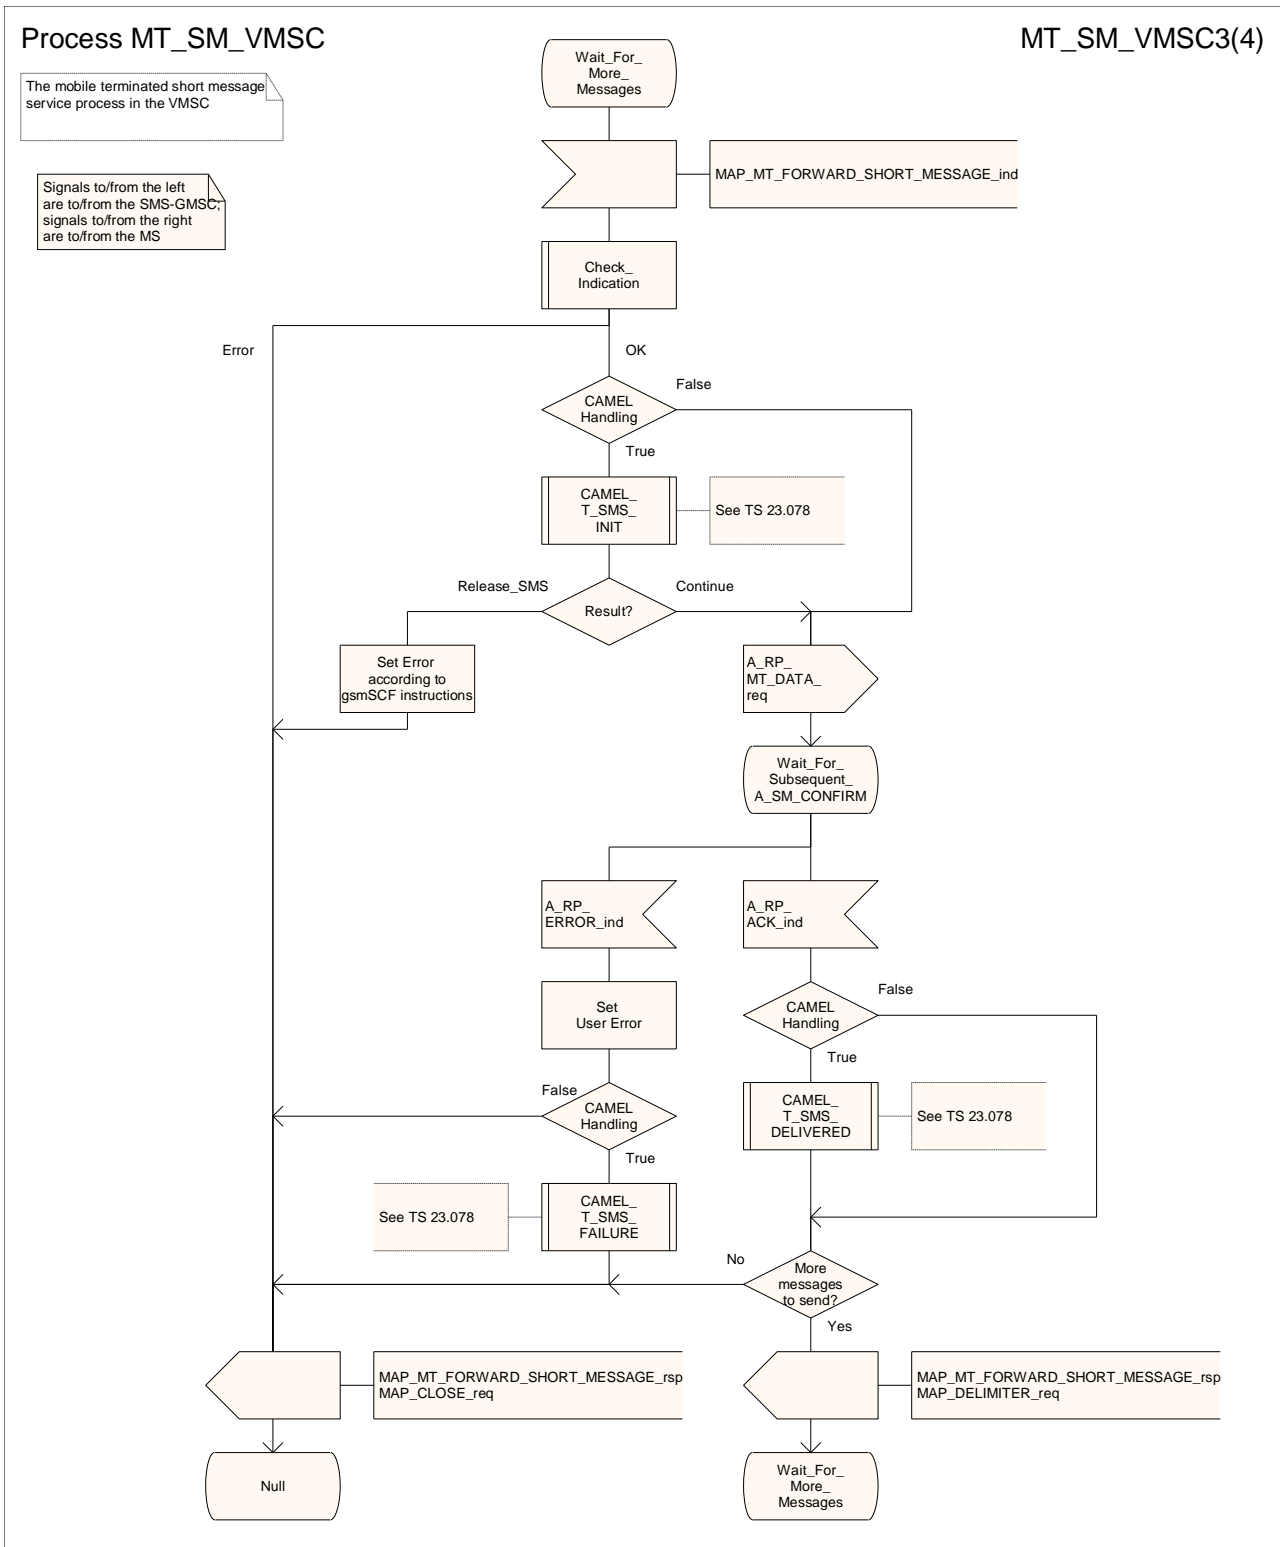 Process MT_SM_VMSC
MT_SM_VMSC3(4)
The mobile terminated short message
service process in the VMSC
Signals to/from the left
are to/from the SMS-GMSC;
signals to/from the right
are to/from the MS
Wait_For_
More_
Messages
MAP_MT_FORWARD_SHORT_MESSAGE_ind
Check_
Indication
Error
OK
CAMEL
Handling
False
True
CAMEL_
T_SMS_
INIT
See TS 23.078
Release_SMS
Result?
Continue
Set Error
according to
gsmSCF instructions
A_RP_
MT_DATA_
req
Wait_For_
Subsequent_
A_SM_CONFIRM
A_RP_
ERROR_ind
A_RP_
ACK_ind
Set
User Error
CAMEL
Handling
False
True
False
CAMEL
Handling
True
CAMEL_
T_SMS_
DELIVERED
See TS 23.078
See TS 23.078
CAMEL_
T_SMS_
FAILURE
No
More
messages
to send?
Yes
MAP_MT_FORWARD_SHORT_MESSAGE_rsp
MAP_CLOSE_req
MAP_MT_FORWARD_SHORT_MESSAGE_rsp
MAP_DELIMITER_req
Null
Wait_For_
More_
Messages